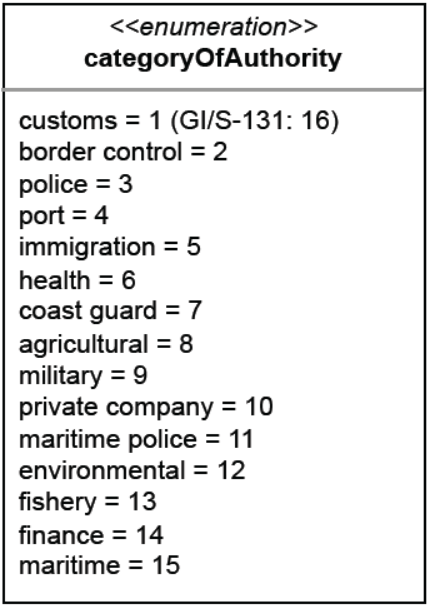 <<enumeration>>
categoryOfAuthority
customs = 1 (GI/S-131: 16)
border control = 2
police = 3
port = 4
immigration = 5
health = 6
coast guard = 7
agricultural = 8
military = 9
private company = 10
maritime police = 11
environmental = 12
fishery = 13
finance = 14
maritime = 15